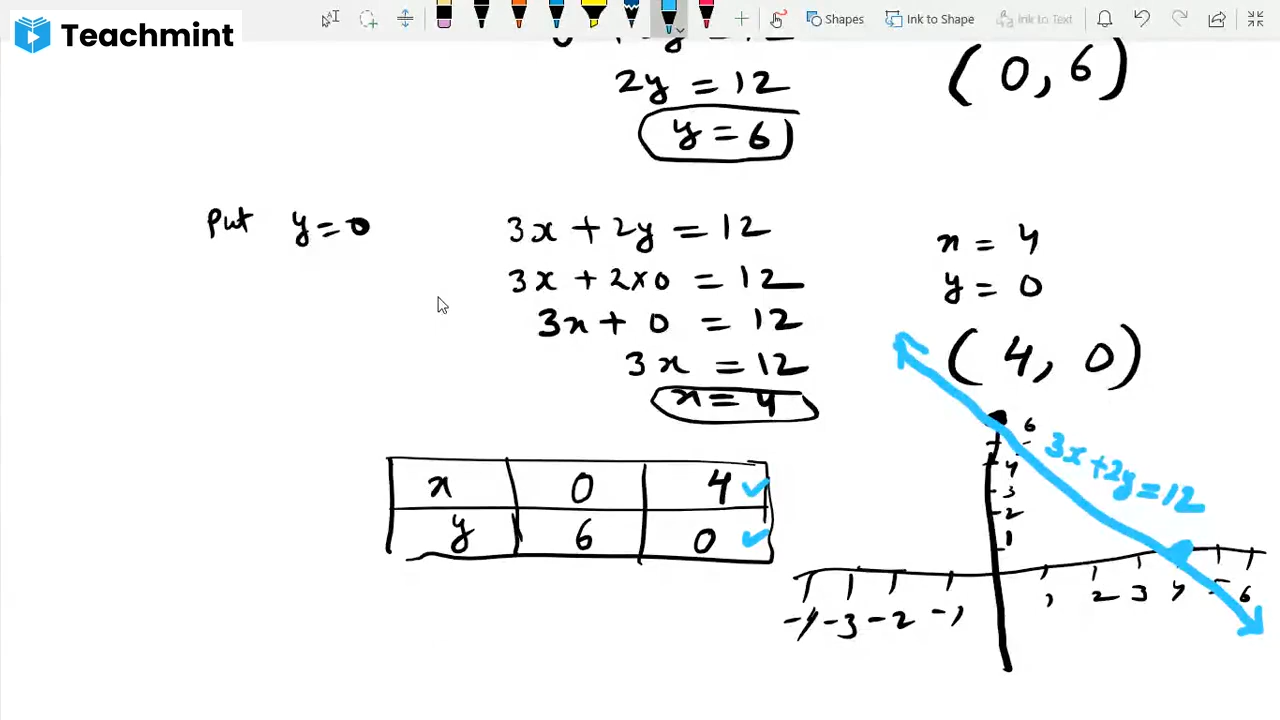 Teachmint
Shapes
Ink to Shape
Ink to Text
2y = 12
(0, 6)
y = 6
Put y = 0
3x + 2y = 12
x = 4
3x + 2×0 = 12
y = 0
3x + 0 = 12
(4, 0)
3x = 12
x = 4
x 0 4 ✓
y 6 0 ✓
6
4
3
2
1
3x+2y=12
-4 -3 -2 -1 1 2 3 4 5 6